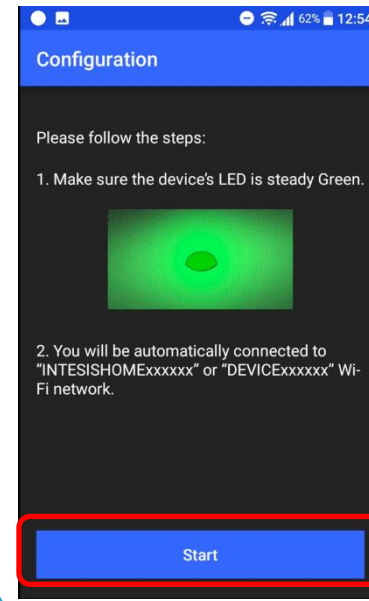 62% 12:54
Configuration
Please follow the steps:
1. Make sure the device's LED is steady Green.
2. You will be automatically connected to
“INTESISHOMExxxxxx” or “DEVICExxxxxx” Wi-
Fi network.
Start